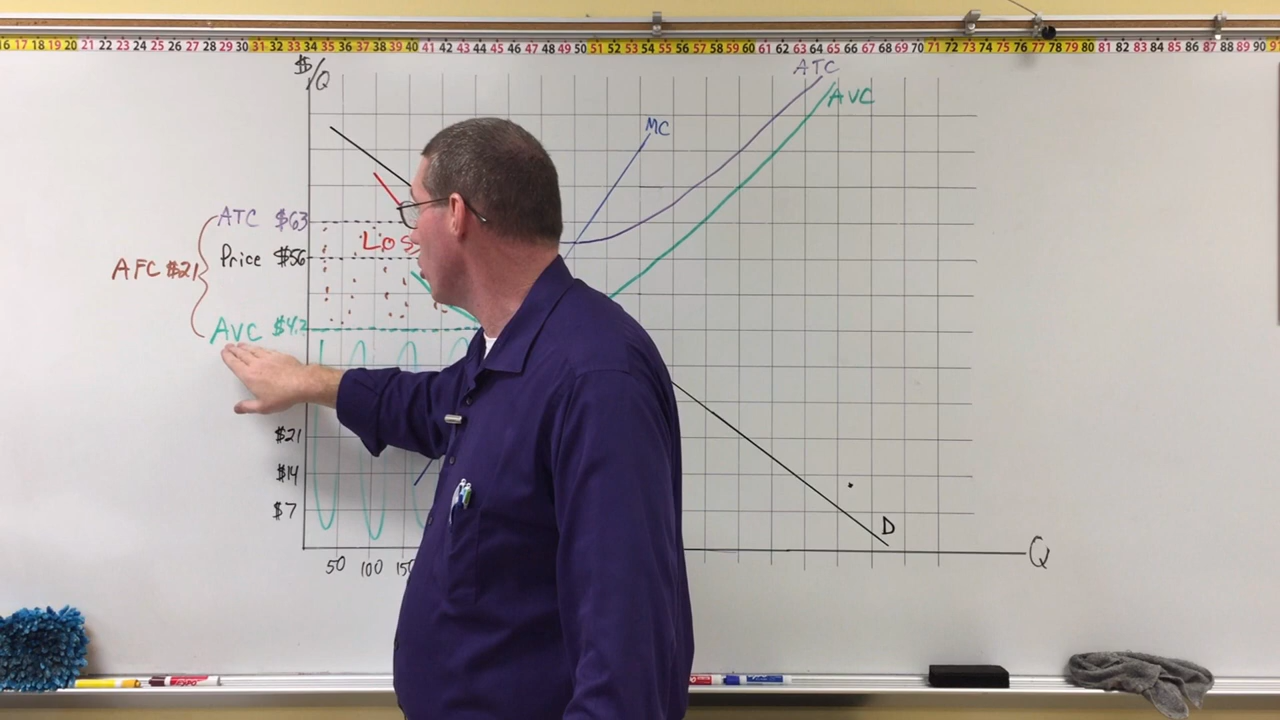 16 17 18 19 20 21 22 23 24 25 26 27 28 29 30 31 32 33 34 35 36 37 38 39 40 41 42 43 44 45 46 47 48 49 50 51 52 53 54 55 56 57 58 59 60 61 62 63 64 65 66 67 68 69 70 71 72 73 74 75 76 77 78 79 80 81 82 83 84 85 86 87 88 89 90
$/Q
ATC
AVC
MC
ATC $63
Loss
Price $56
AFC $21
AVC $42
$21
$14
$7
D
50 100 150
Q
EXPO